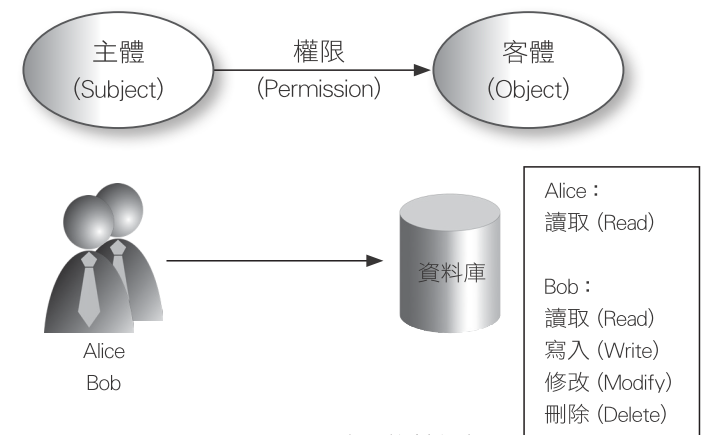 主體
(Subject)
權限
(Permission)
客體
(Object)
Alice
Bob
資料庫
Alice：
讀取 (Read)
Bob：
讀取 (Read)
寫入 (Write)
修改 (Modify)
刪除 (Delete)